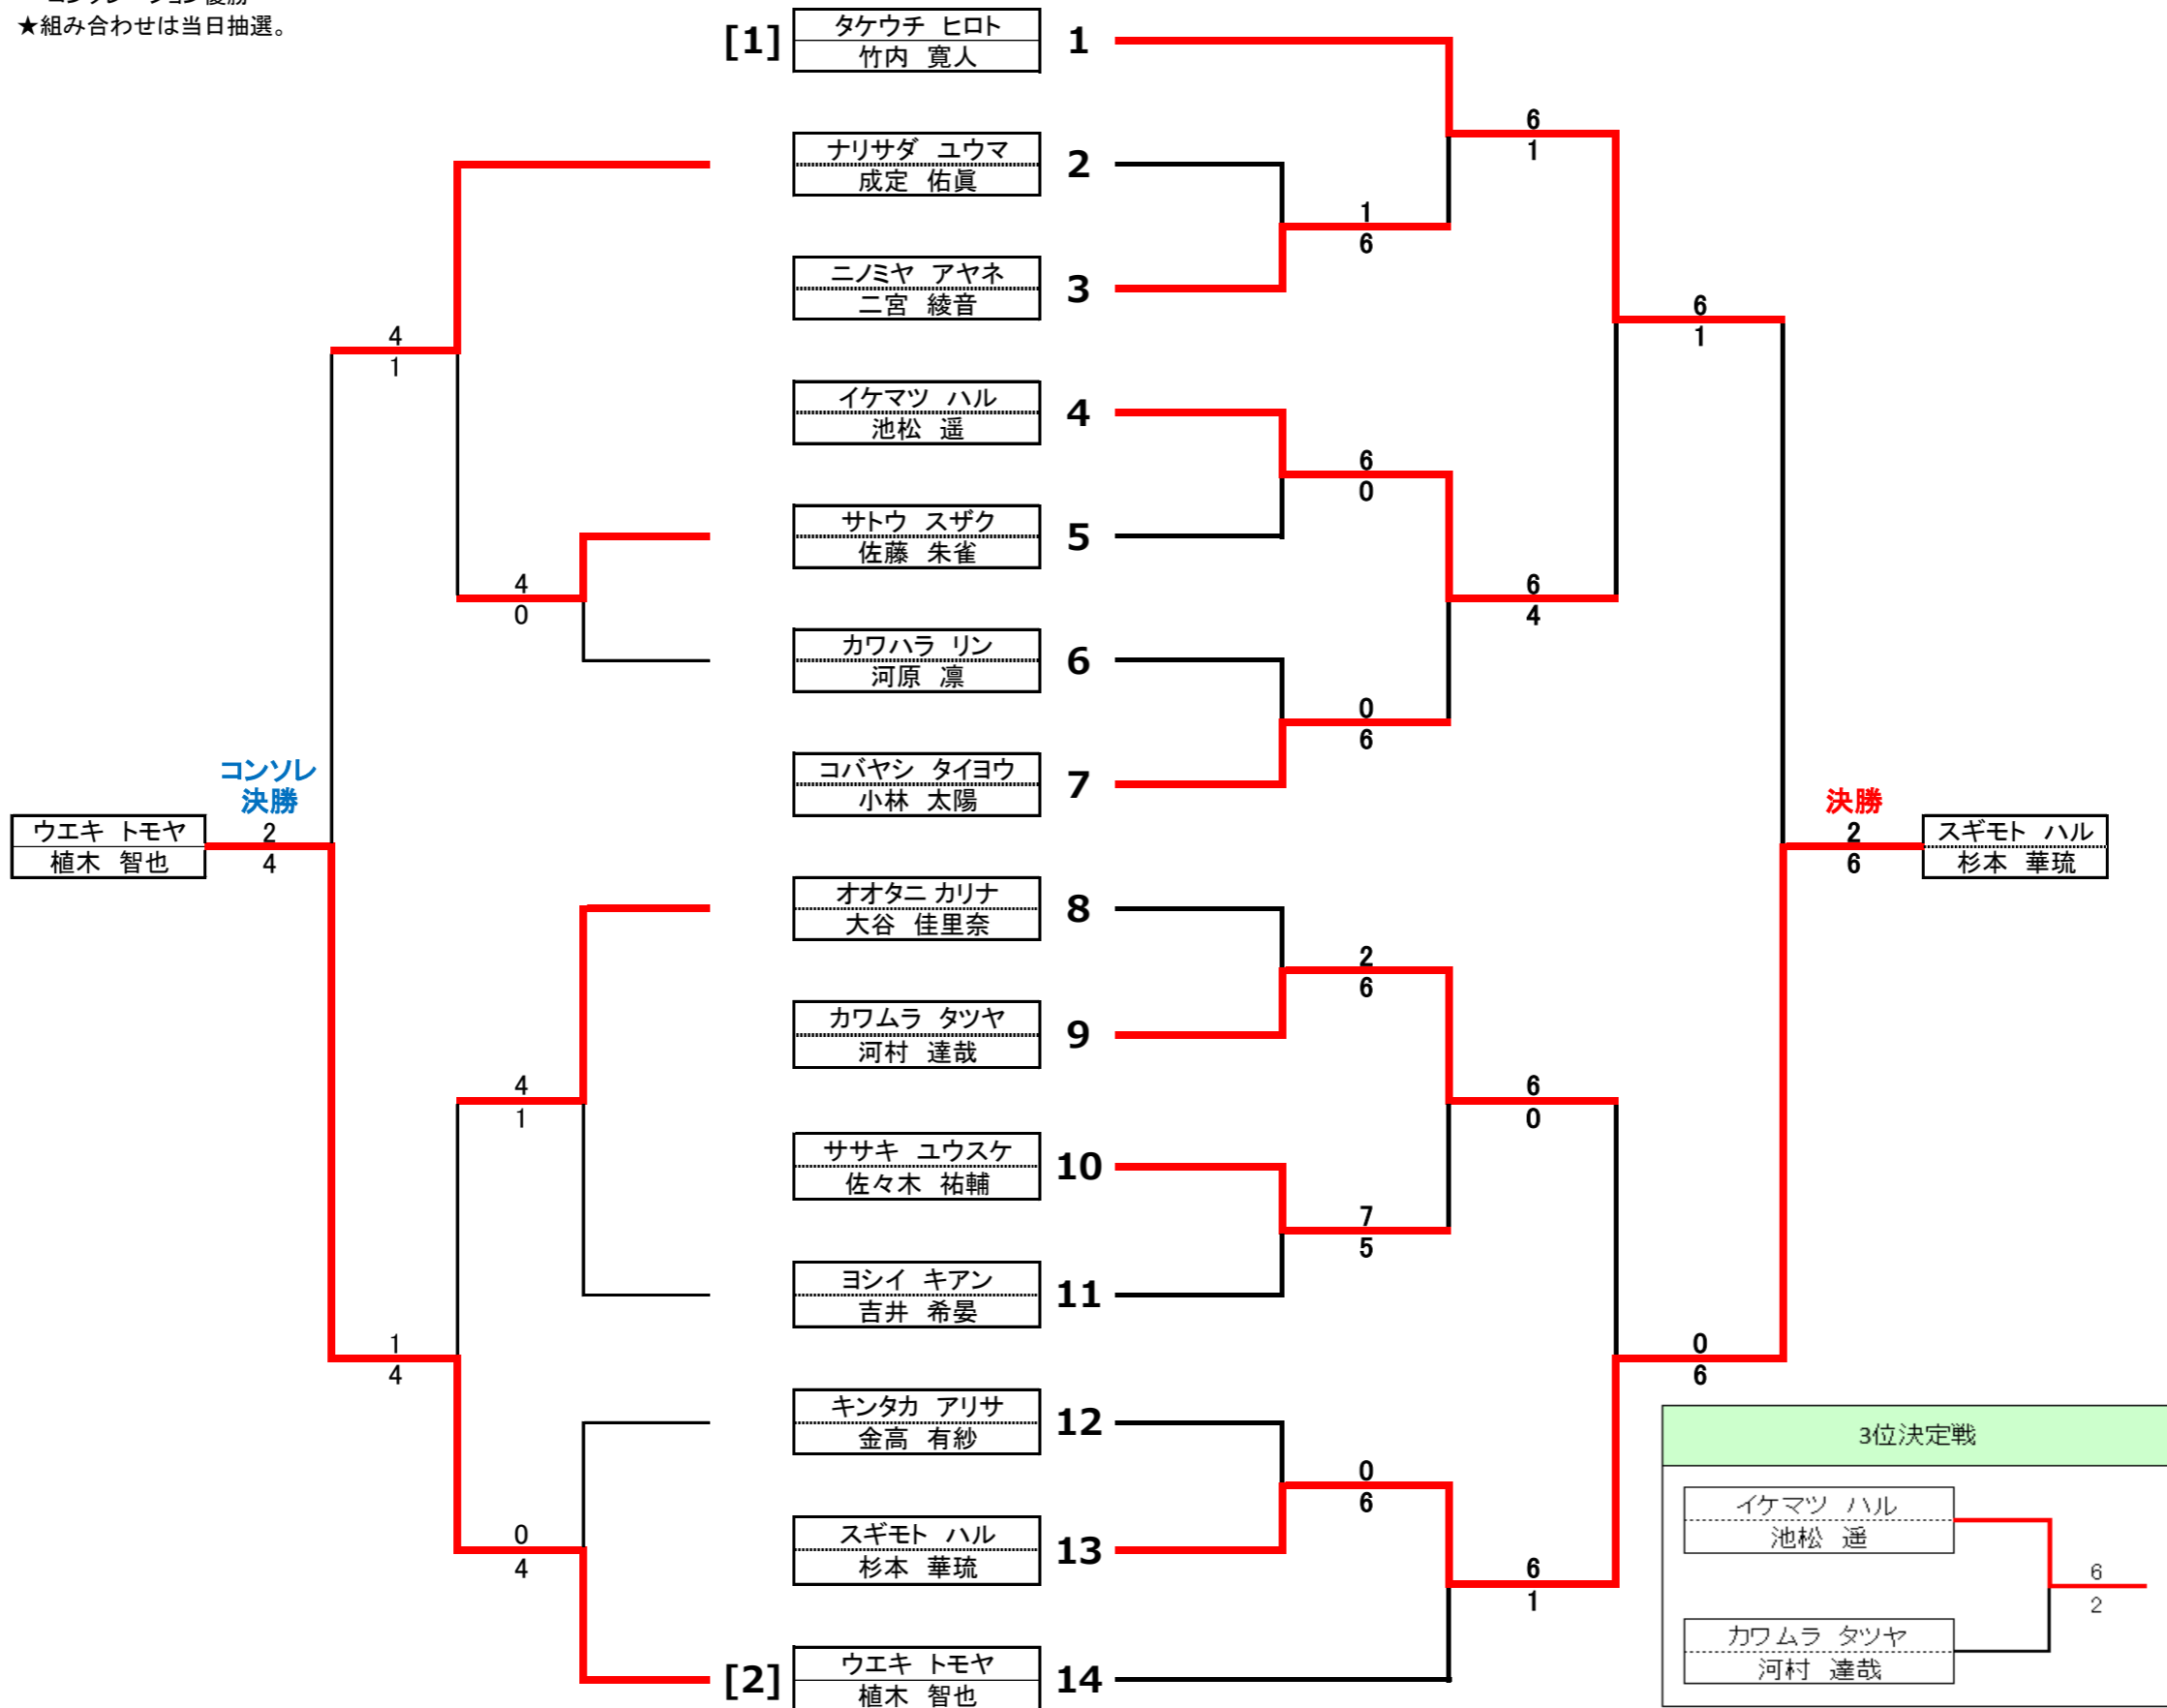 ★組み合わせは当日抽選。
[1]
タケウチ ヒロト
竹内 寛人
1
6
1
ナリサダ ユウマ
成定 佑眞
2
1
6
ニノミヤ アヤネ
二宮 綾音
3
4
1
6
1
イケマツ ハル
池松 遥
4
6
0
サトウ スザク
佐藤 朱雀
5
4
0
6
4
カワハラ リン
河原 凛
6
0
6
コバヤシ タイヨウ
小林 太陽
7
コンソレ
決勝
2
4
ウエキ トモヤ
植木 智也
決勝
2
6
スギモト ハル
杉本 華琉
オオタニ カリナ
大谷 佳里奈
8
2
6
カワムラ タツヤ
河村 達哉
9
4
1
6
0
ササキ ユウスケ
佐々木 祐輔
10
7
5
ヨシイ キアン
吉井 希晏
11
1
4
0
6
キンタカ アリサ
金高 有紗
12
0
6
スギモト ハル
杉本 華琉
13
0
4
6
1
[2]
ウエキ トモヤ
植木 智也
14
3位決定戦
イケマツ ハル
池松 遥
6
2
カワムラ タツヤ
河村 達哉